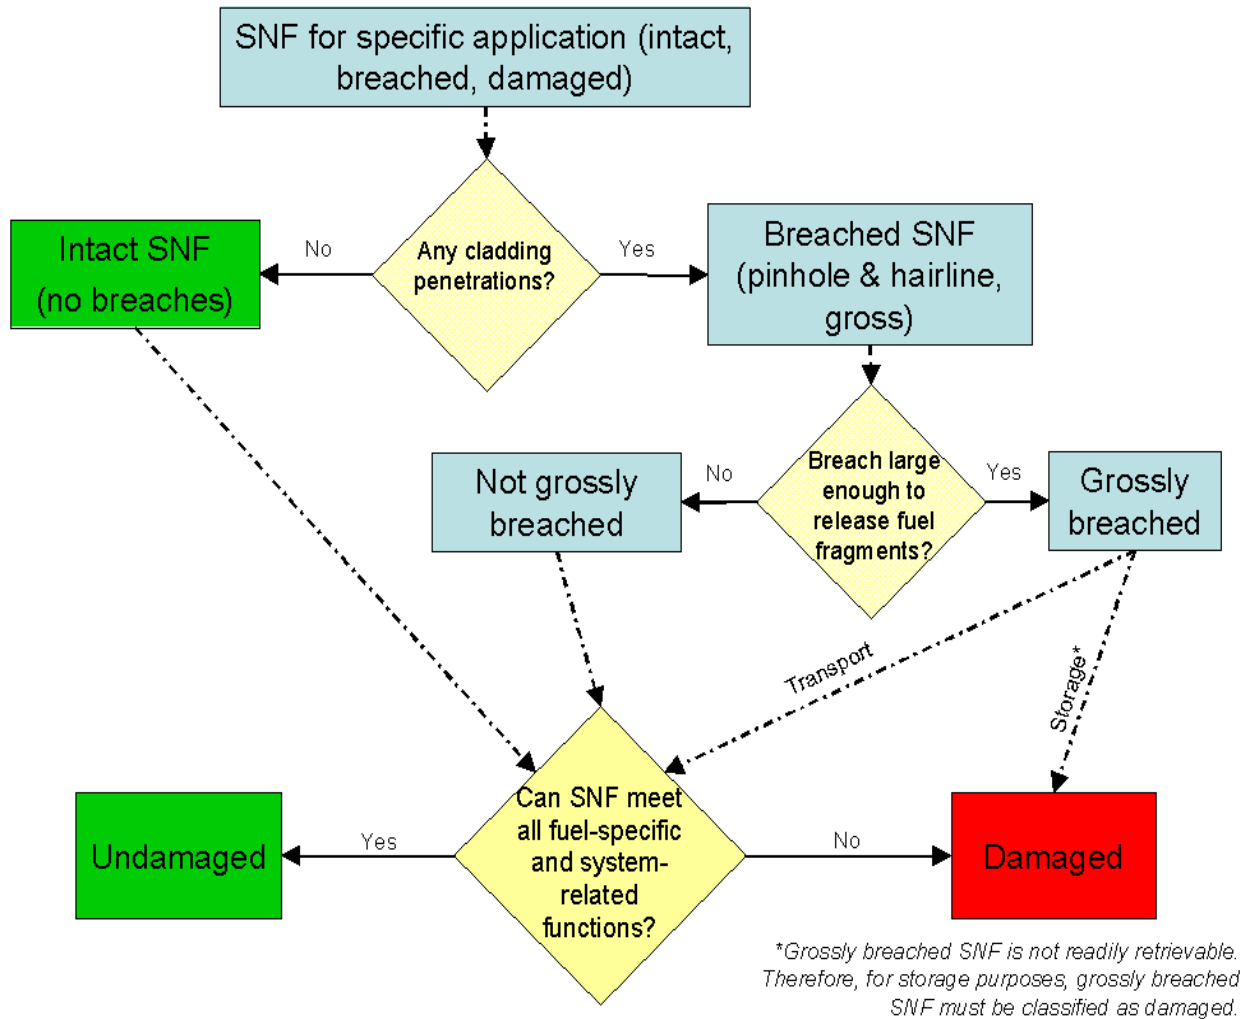 SNF for specific application (intact,
breached, damaged)
Any cladding
penetrations?
No
Yes
Intact SNF
(no breaches)
Breached SNF
(pinhole & hairline,
gross)
Breach large
enough to
release fuel
fragments?
No
Yes
Not grossly
breached
Grossly
breached
Transport
Storage*
Can SNF meet
all fuel-specific
and system-
related
functions?
Yes
No
Undamaged
Damaged
*Grossly breached SNF is not readily retrievable.
Therefore, for storage purposes, grossly breached
SNF must be classified as damaged.